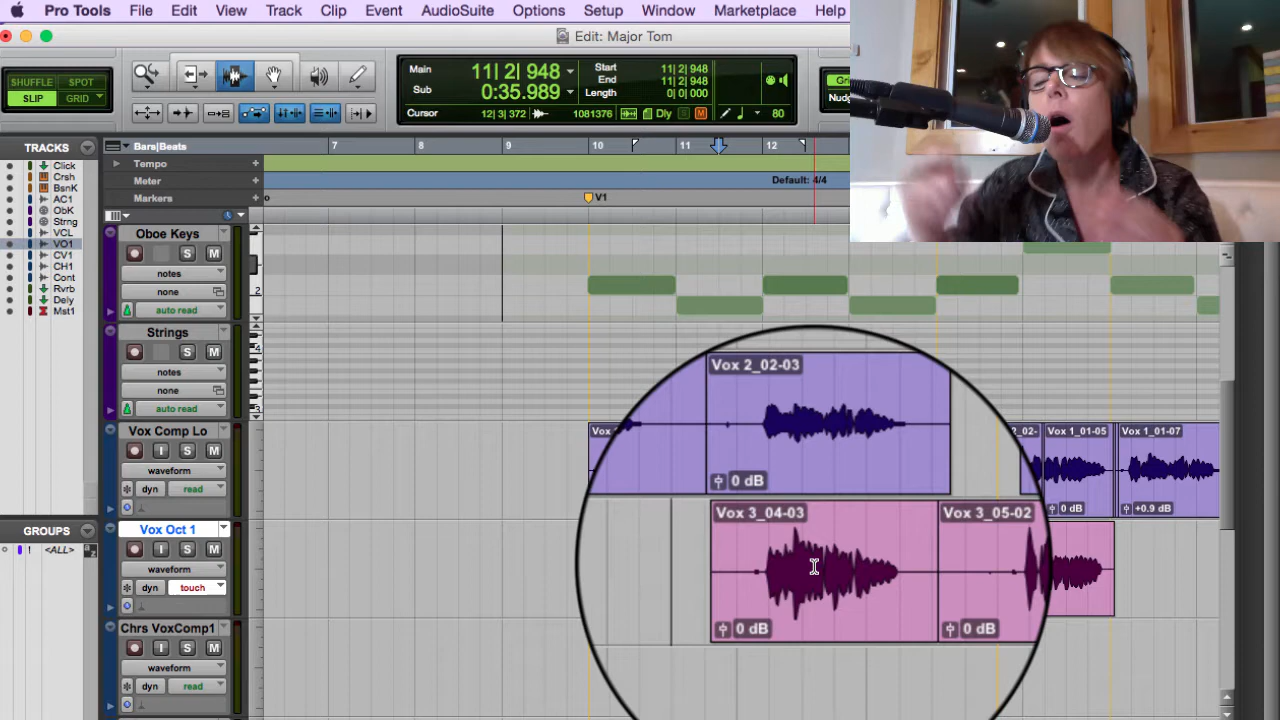 Pro Tools File Edit View Track Clip Event AudioSuite Options Setup Window Marketplace Help
Edit: Major Tom
SHUFFLE SPOT
SLIP GRID
Main 11| 2| 948
Sub 0:35.989
Start 11| 2| 948
End 11| 2| 948
Length 0| 0| 000
Cursor 12| 3| 372 1081376 Dly S M 80
Nud
TRACKS
Click
Crsh
BsnK
AC1
ObK
Strng
VCL
VO1
CV1
CH1
Cont
Rvrb
Dely
Mst1
GROUPS
! <ALL>
Bars|Beats 7 8 9 10 11 12
Tempo
Meter Default: 4/4
Markers V1
Oboe Keys
S M
notes
none
auto read
2
Strings
S M
notes
none
auto read
4
3
Vox Comp Lo
I S M
waveform
dyn read
Vox Oct 1
I S M
waveform
dyn touch
Chrs VoxComp1
I S M
waveform
dyn read
Vox 2_02-03
0 dB
Vox
2_02-
Vox 1_01-05
0 dB
Vox 1_01-07
+0.9 dB
Vox 3_04-03
0 dB
Vox 3_05-02
0 dB